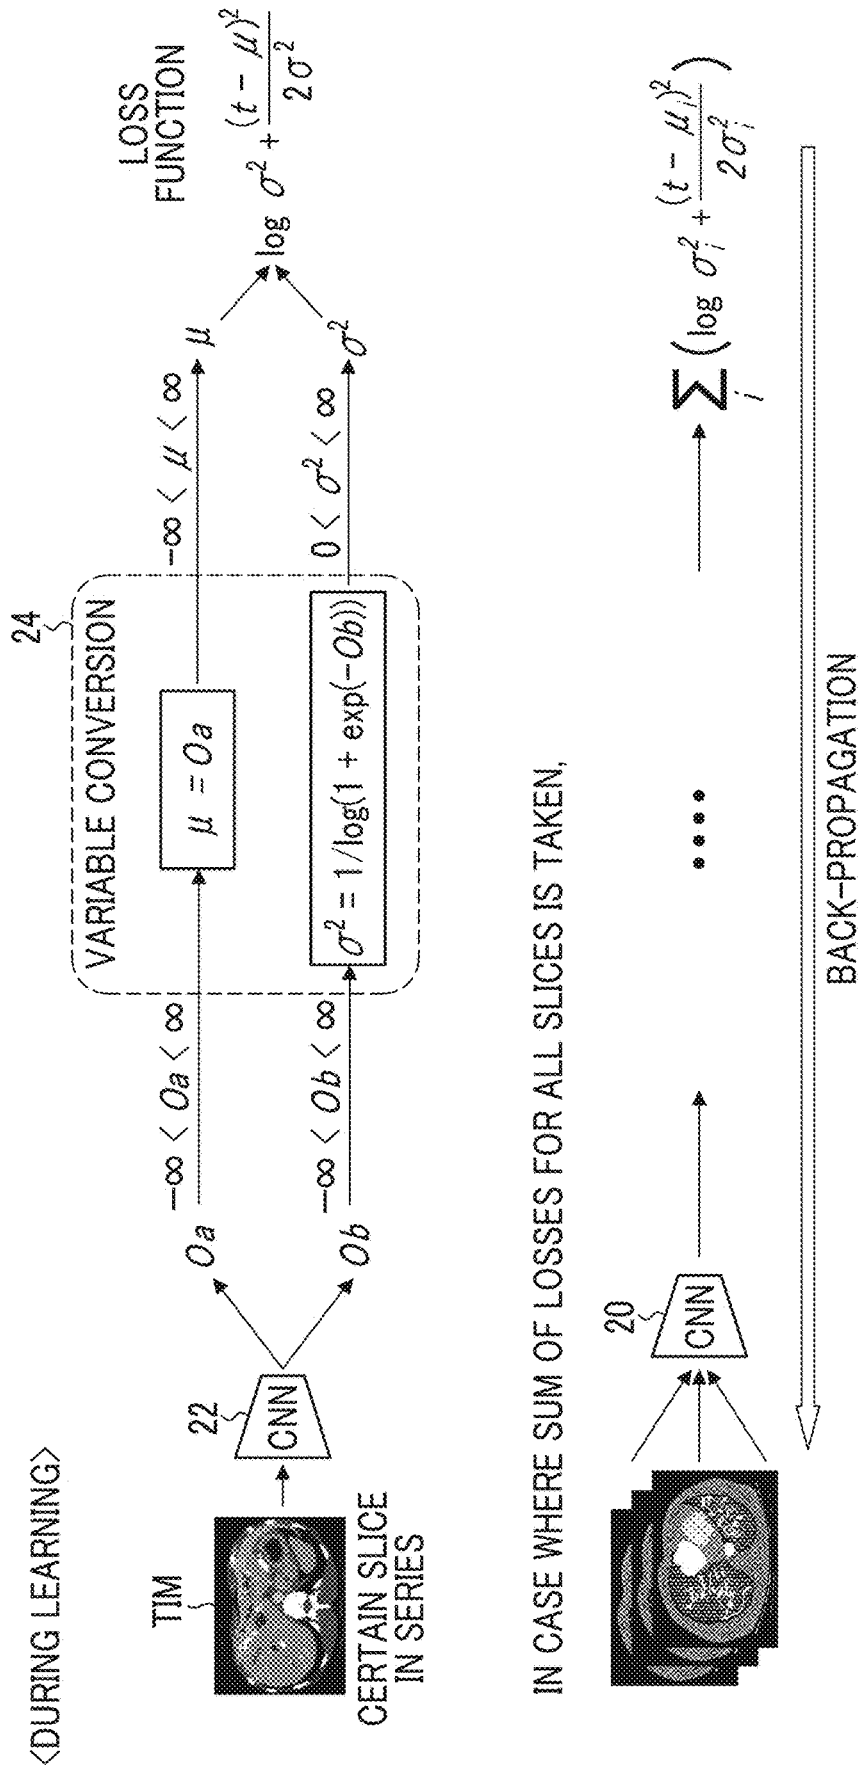 <DURING LEARNING>
TIM
CERTAIN SLICE
IN SERIES
22
CNN
Oa
Ob
−∞ < Oa < ∞
−∞ < Ob < ∞
24
VARIABLE CONVERSION
μ = Oa
σ² = 1/log(1 + exp(−Ob))
−∞ < μ < ∞
0 < σ² < ∞
μ
σ²
LOSS
FUNCTION
log σ² + (t − μ)² / 2σ²
IN CASE WHERE SUM OF LOSSES FOR ALL SLICES IS TAKEN,
20
CNN
••••
Σ_i (log σ_i² + (t − μ_i)² / 2σ_i²)
BACK-PROPAGATION